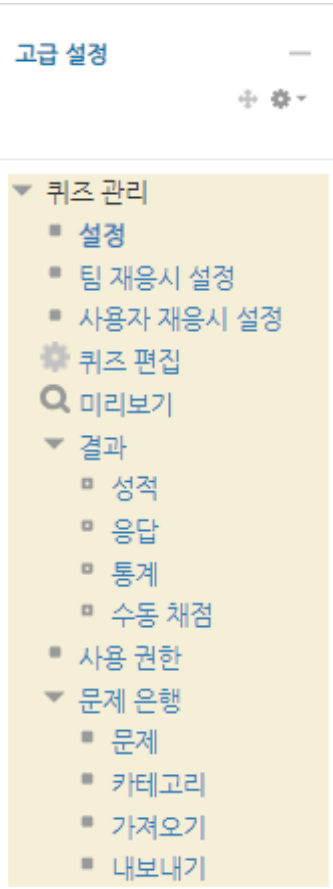 고급 설정
퀴즈 관리
설정
팀 재응시 설정
사용자 재응시 설정
퀴즈 편집
미리보기
결과
성적
응답
통계
수동 채점
사용 권한
문제 은행
문제
카테고리
가져오기
내보내기